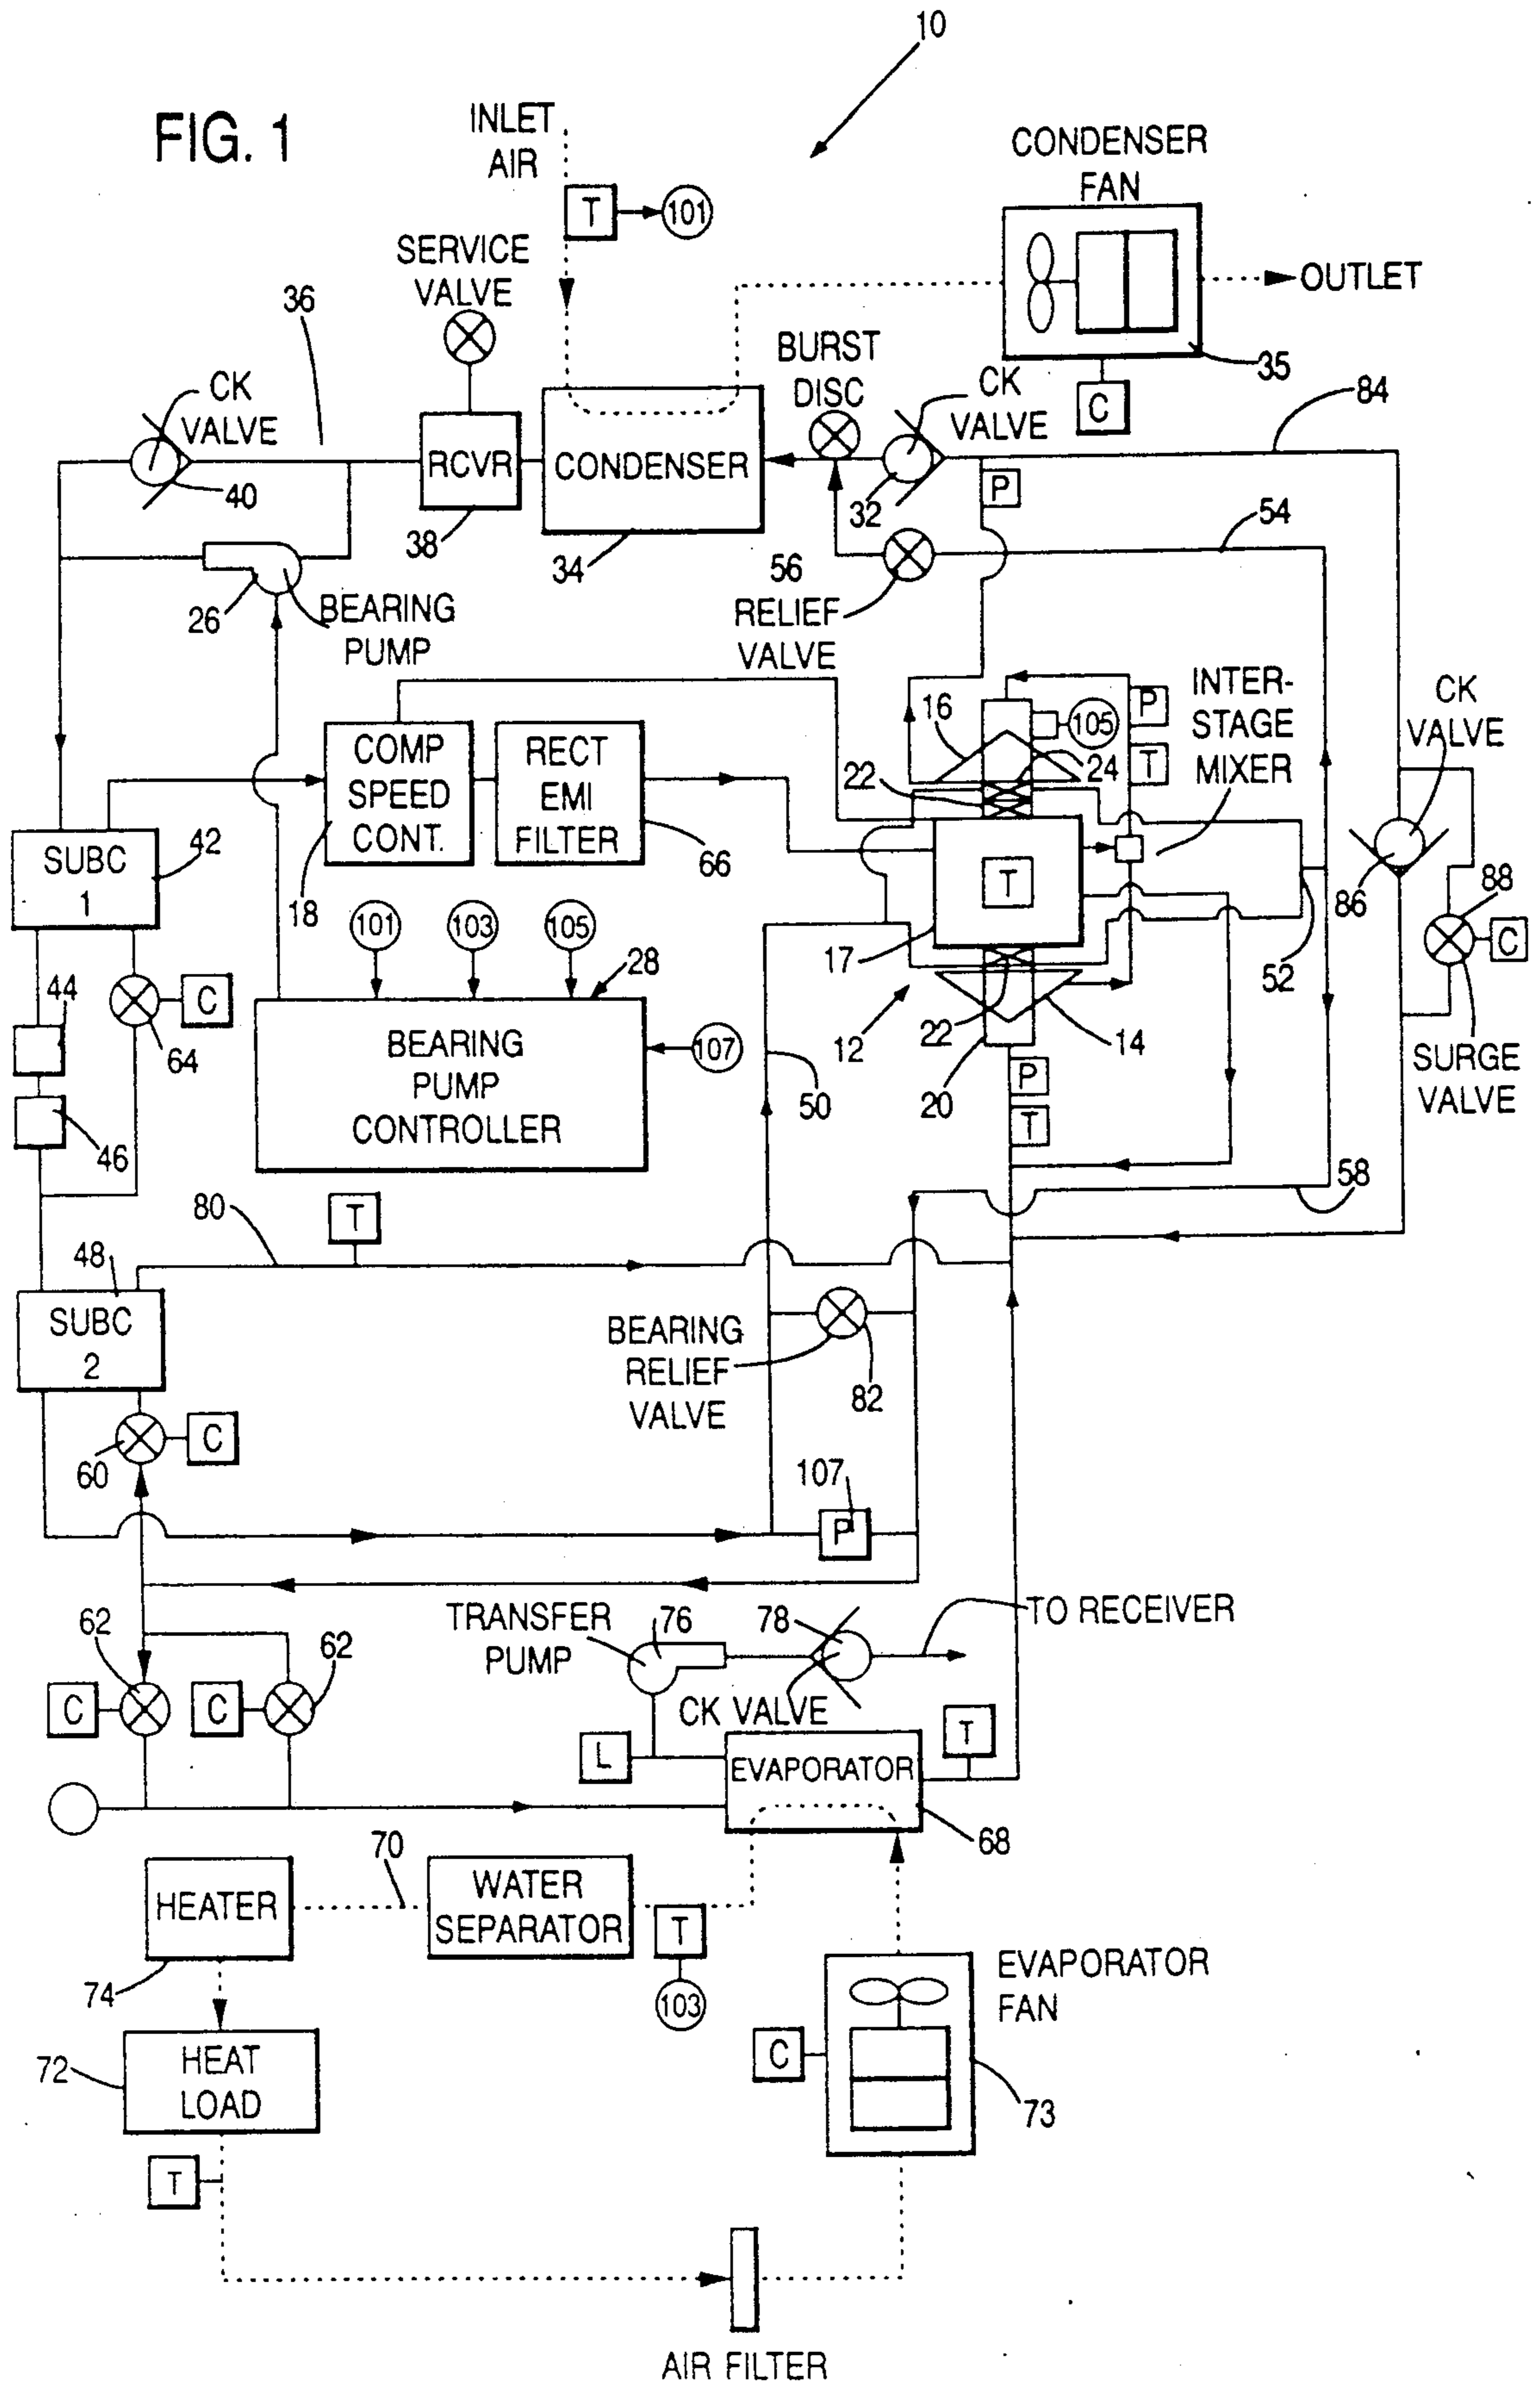 10
FIG. 1
INLET
AIR
T
101
CONDENSER
FAN
OUTLET
35
C
SERVICE
VALVE
36
CK
VALVE
40
RCVR
38
CONDENSER
34
BURST
DISC
CK
VALVE
32
P
84
54
56
RELIEF
VALVE
26
BEARING
PUMP
COMP
SPEED
CONT.
18
RECT
EMI
FILTER
66
16
105
24
22
P
T
INTER-
STAGE
MIXER
CK
VALVE
86
88
C
SURGE
VALVE
SUBC
1
42
T
17
52
12
22
14
20
P
T
50
101
103
105
28
107
BEARING
PUMP
CONTROLLER
44
46
64
C
80
T
58
48
SUBC
2
60
C
BEARING
RELIEF
VALVE
82
107
P
62
62
C
C
TRANSFER
PUMP
76
78
TO RECEIVER
CK VALVE
L
EVAPORATOR
T
68
70
HEATER
74
WATER
SEPARATOR
T
103
EVAPORATOR
FAN
C
73
HEAT
LOAD
72
T
AIR FILTER